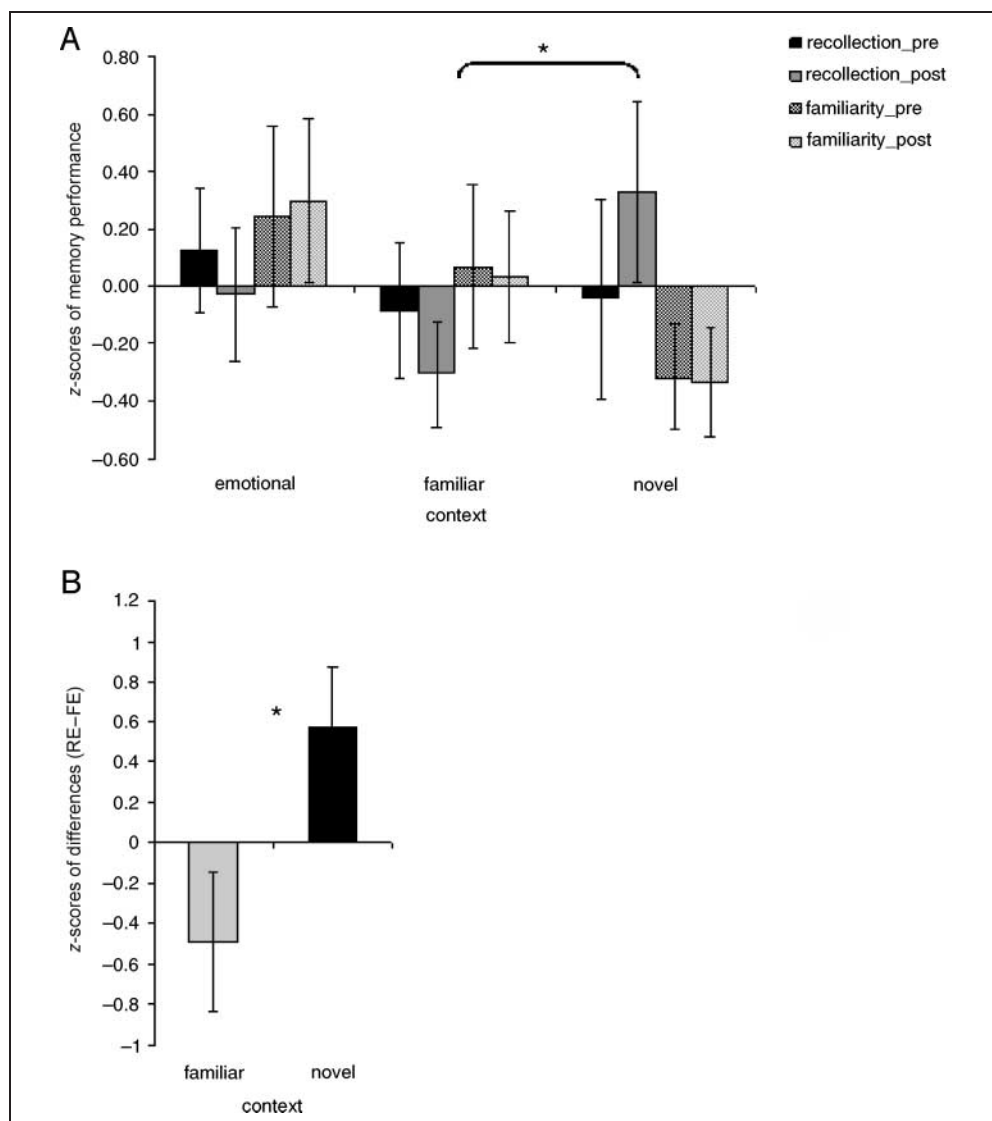 A
*
recollection_pre
recollection_post
familiarity_pre
familiarity_post
z-scores of memory performance
0.80
0.60
0.40
0.20
0.00
−0.20
−0.40
−0.60
emotional
familiar
novel
context
B
z-scores of differences (RE–FE)
1.2
1
0.8
0.6
0.4
0.2
0
−0.2
−0.4
−0.6
−0.8
−1
*
familiar
novel
context